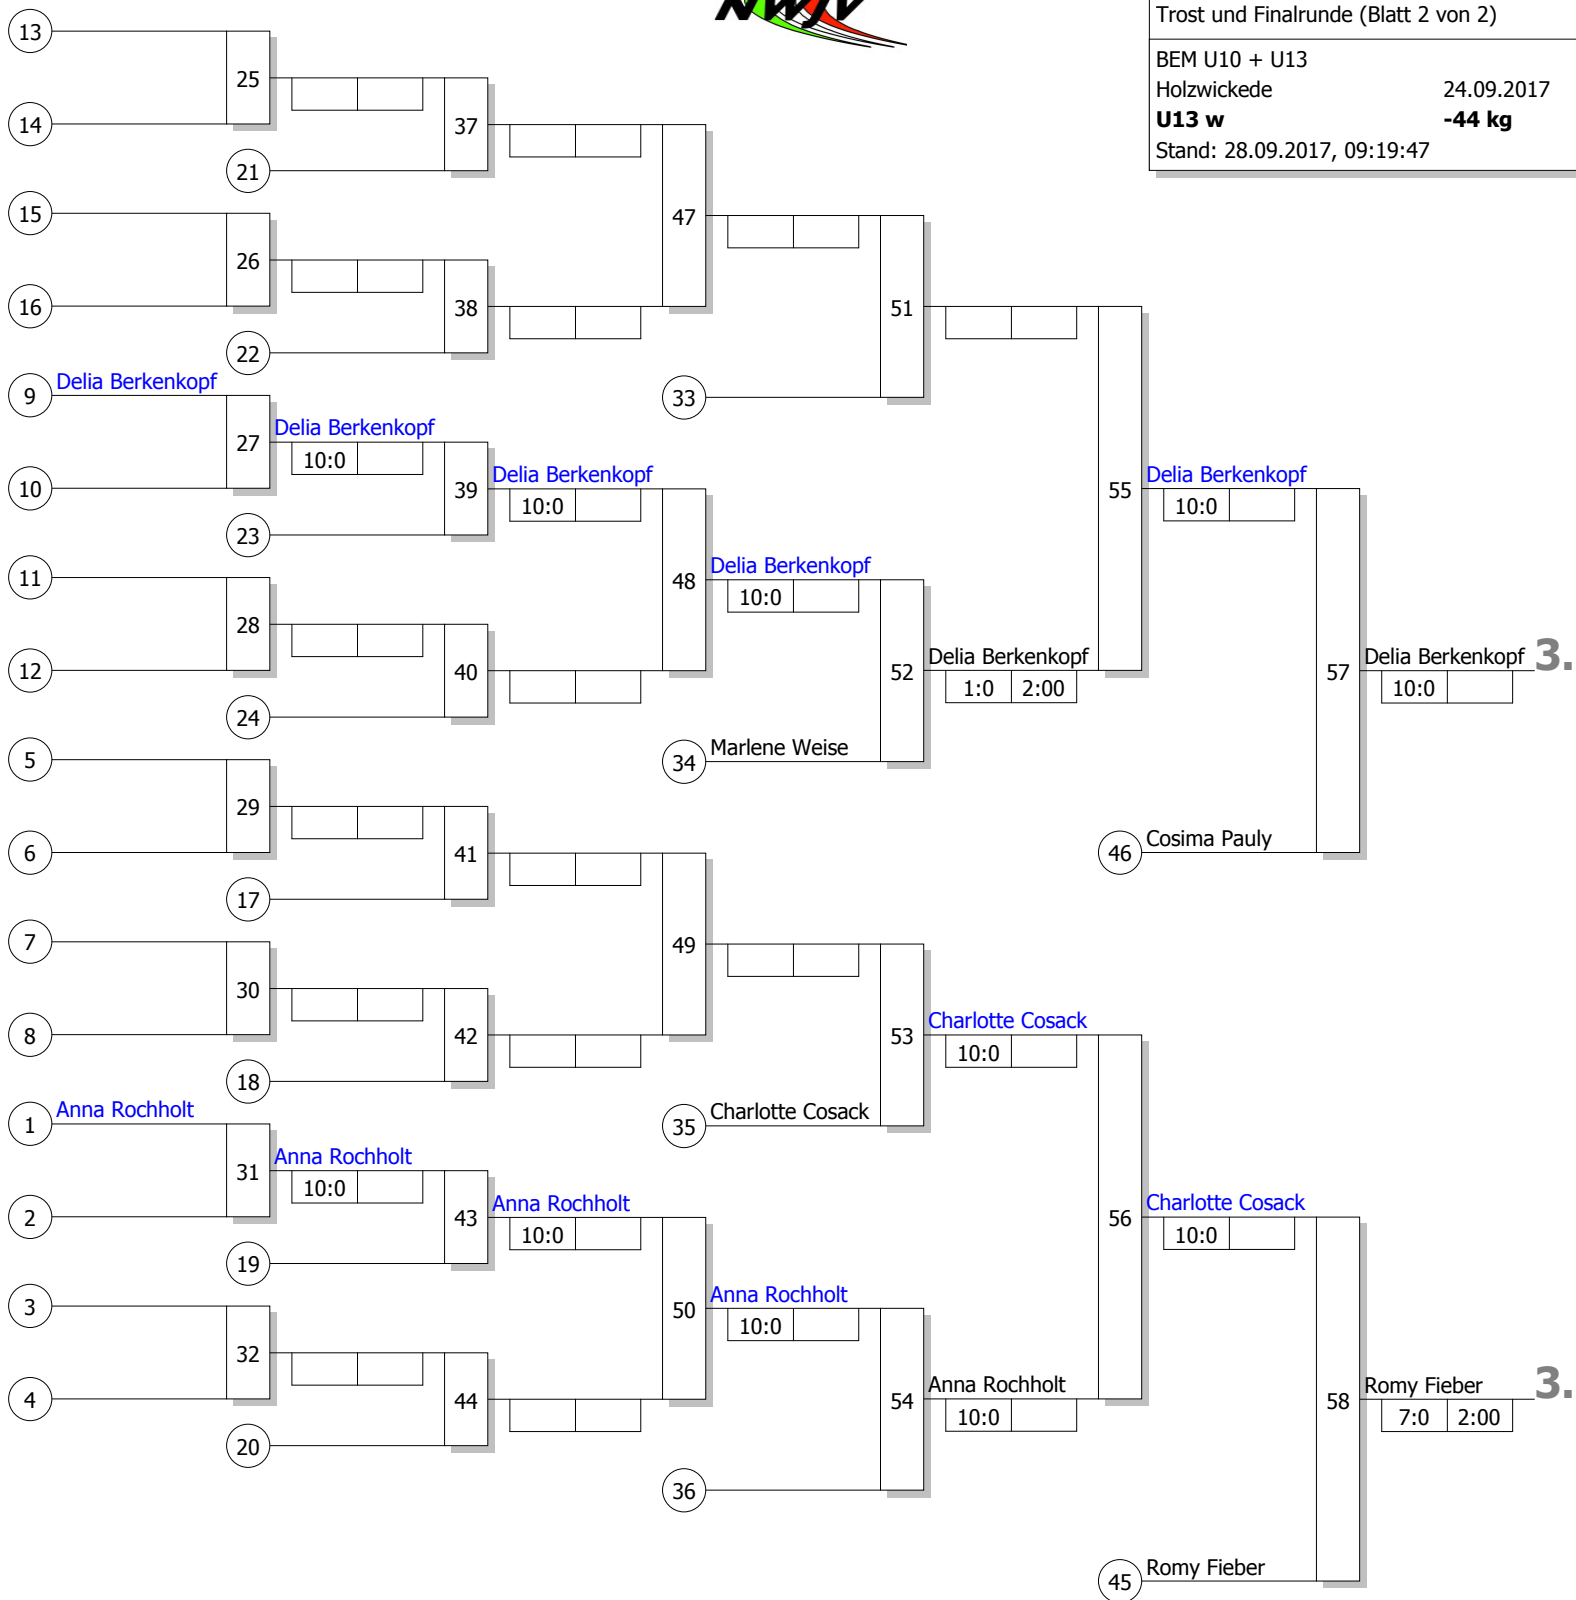 NWJV
Trost und Finalrunde (Blatt 2 von 2)
BEM U10 + U13
Holzwickede 24.09.2017
U13 w -44 kg
Stand: 28.09.2017, 09:19:47
13
25
14
37
21
15
47
26
16
38
51
22
9 Delia Berkenkopf
33
27 Delia Berkenkopf
10:0
10
39 Delia Berkenkopf
10:0
55 Delia Berkenkopf
10:0
23
11
48 Delia Berkenkopf
10:0
28
12
40
52 Delia Berkenkopf
1:0 2:00
57 Delia Berkenkopf 3.
10:0
24
34 Marlene Weise
5
29
6
41
46 Cosima Pauly
17
7
49
30
8
42
53 Charlotte Cosack
10:0
18
1 Anna Rochholt
35 Charlotte Cosack
31 Anna Rochholt
10:0
2
43 Anna Rochholt
10:0
56 Charlotte Cosack
10:0
19
3
50 Anna Rochholt
10:0
32
4
44
54 Anna Rochholt
10:0
58 Romy Fieber 3.
7:0 2:00
20
36
45 Romy Fieber